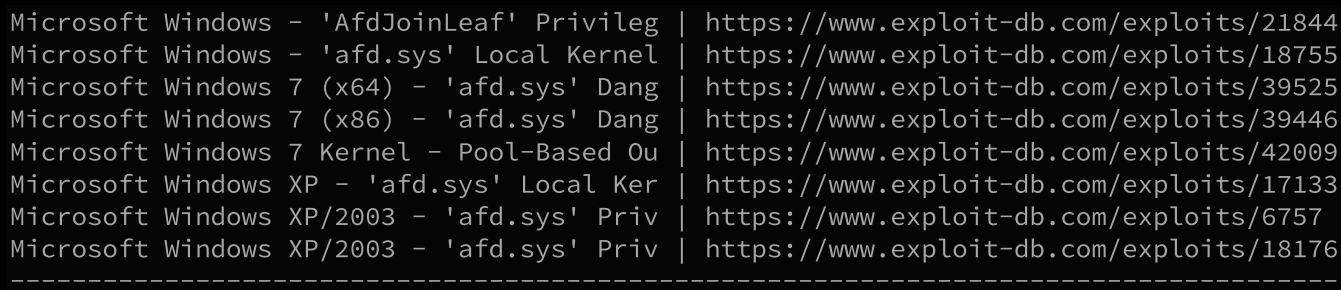 Microsoft Windows - 'AfdJoinLeaf' Privileg | https://www.exploit-db.com/exploits/21844
Microsoft Windows - 'afd.sys' Local Kernel | https://www.exploit-db.com/exploits/18755
Microsoft Windows 7 (x64) - 'afd.sys' Dang | https://www.exploit-db.com/exploits/39525
Microsoft Windows 7 (x86) - 'afd.sys' Dang | https://www.exploit-db.com/exploits/39446
Microsoft Windows 7 Kernel - Pool-Based Ou | https://www.exploit-db.com/exploits/42009
Microsoft Windows XP - 'afd.sys' Local Ker | https://www.exploit-db.com/exploits/17133
Microsoft Windows XP/2003 - 'afd.sys' Priv | https://www.exploit-db.com/exploits/6757
Microsoft Windows XP/2003 - 'afd.sys' Priv | https://www.exploit-db.com/exploits/18176
---------------------------------------------------------------------------------------